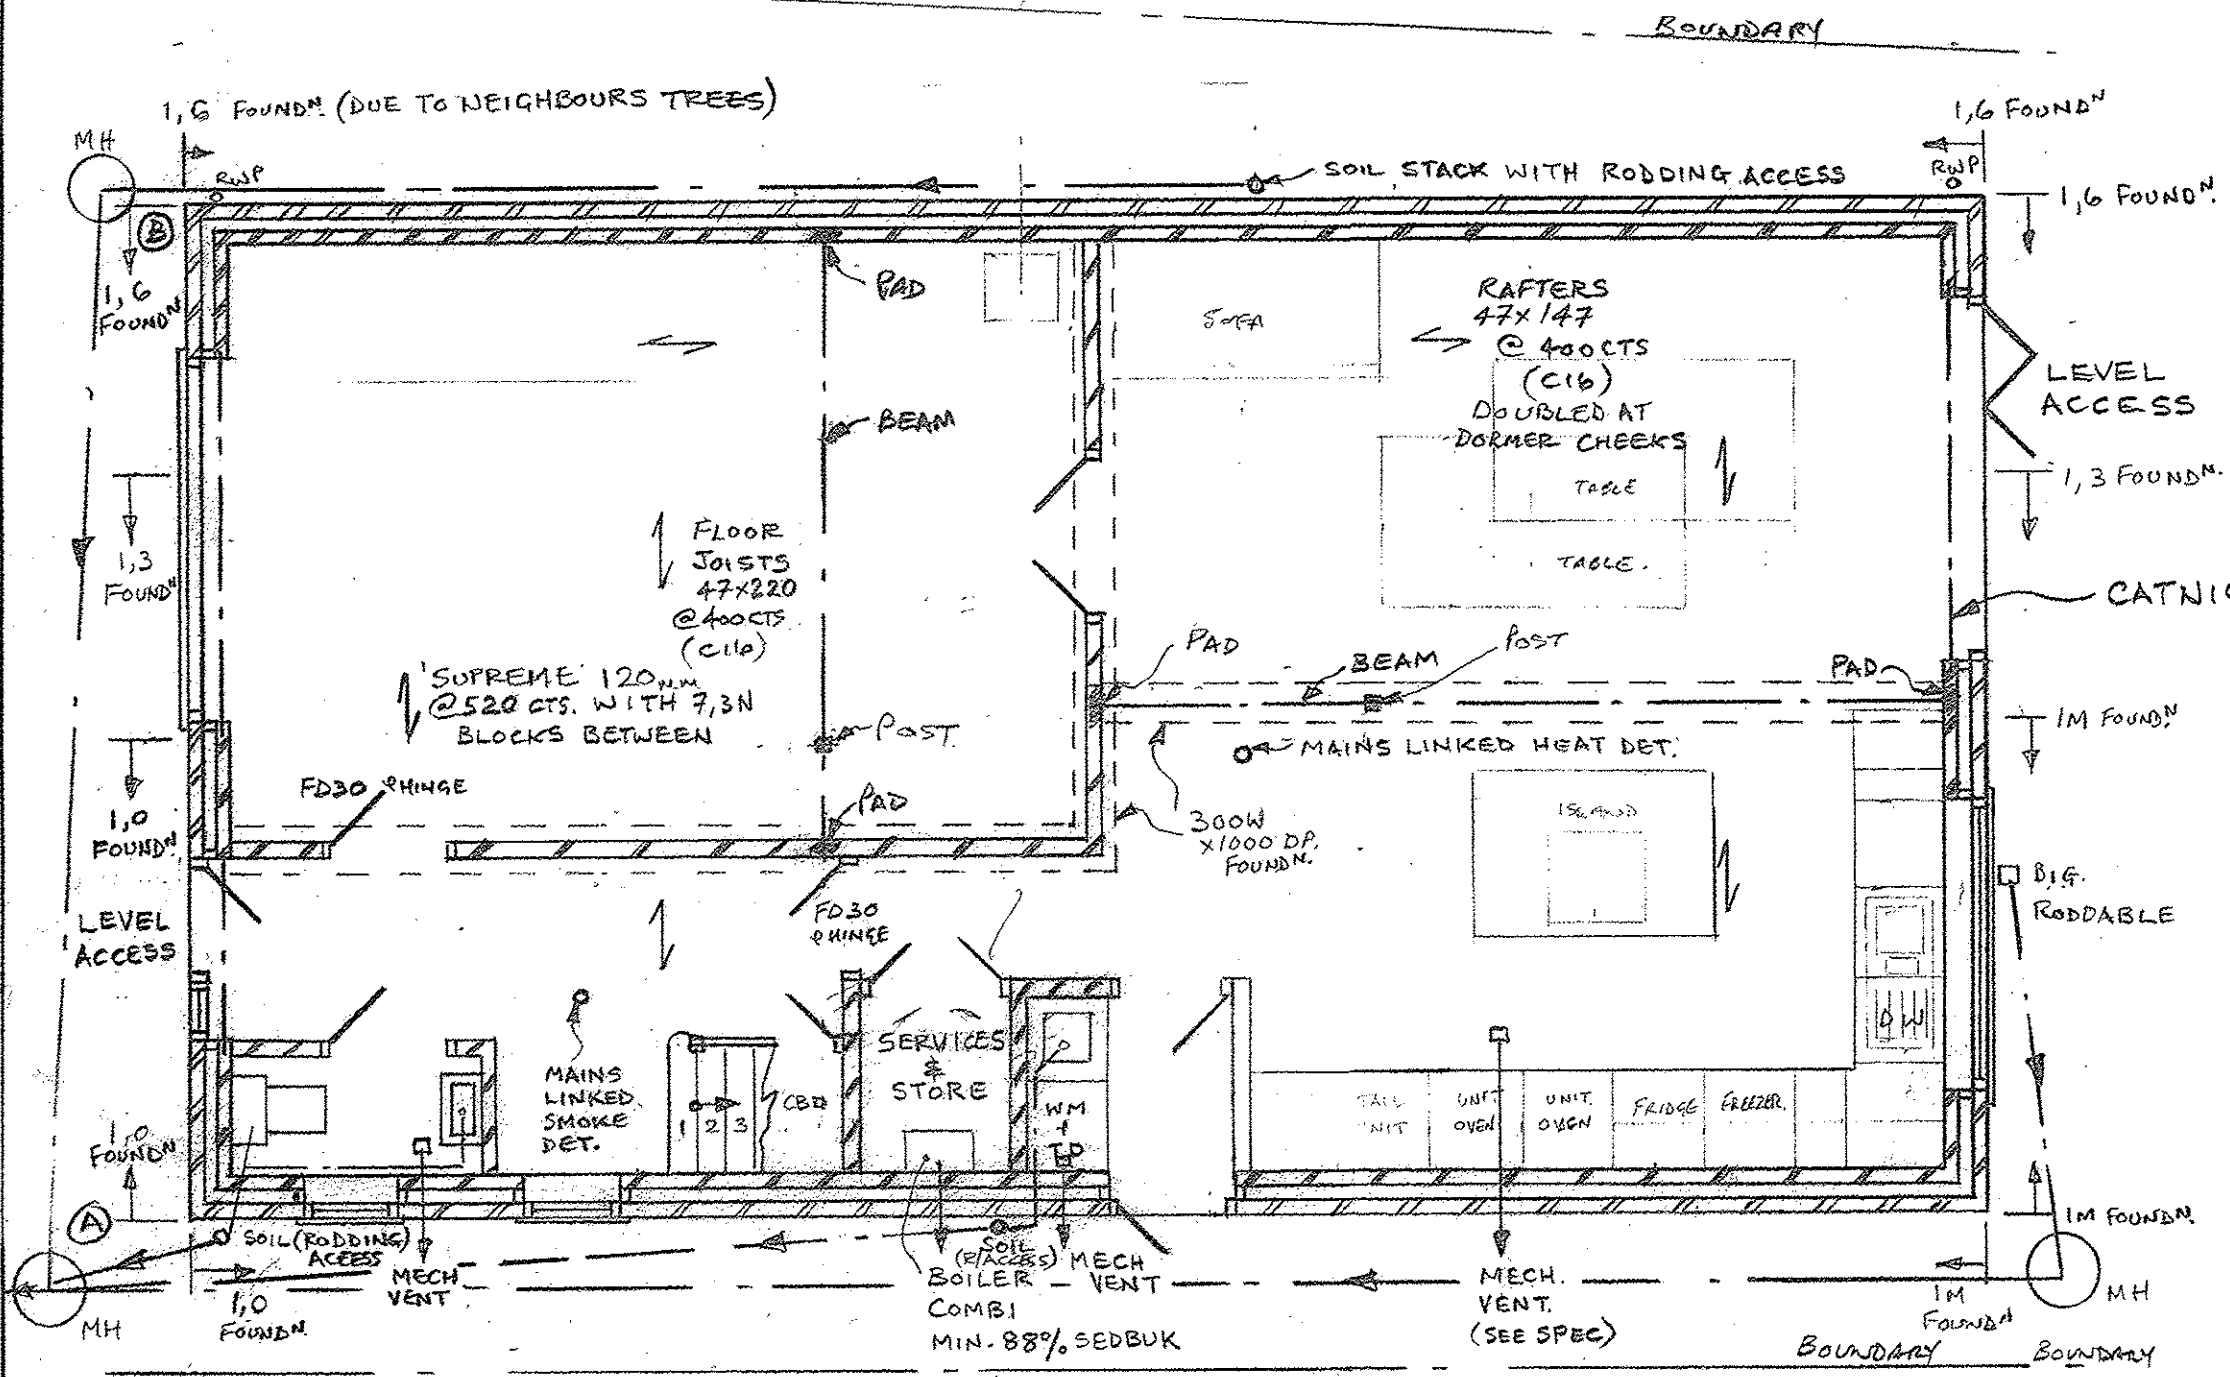 BOUNDARY
1,6 FOUNDN. (DUE TO NEIGHBOURS TREES)
1,6 FOUNDN
MH
RWP
SOIL STACK WITH RODDING ACCESS
RWP
1,6 FOUNDN.
B
PAD
1,6
FOUNDN
SOFA
RAFTERS
47x147
@ 400CTS
(C16)
DOUBLED AT
DORMER CHEEKS
LEVEL
ACCESS
BEAM
TABLE
1,3 FOUNDN.
FLOOR
JOISTS
47x220
@400CTS
(C16)
1,3
FOUNDN
TABLE.
PAD
BEAM
POST
PAD
'SUPREME' 120MM
@520 CTS. WITH 7,3N
BLOCKS BETWEEN
POST.
1M FOUNDN
MAINS LINKED HEAT DET.
FD30 & HINGE
PAD
1,0
FOUNDN.
300W
x1000 DP.
FOUNDN.
ISLAND
B.I.G.
RODDABLE
LEVEL
ACCESS
FD30
& HINGE
MAINS
LINKED
SMOKE
DET.
1 2 3
CBD
SERVICES
&
STORE
WM
+
TD
DW
TALL
UNIT
UNIT
OVEN
UNIT.
OVEN
FRIDGE
FREEZER.
1,0
FOUNDN
A
1M FOUNDN.
SOIL (RODDING)
ACCESS
MECH
VENT
SOIL
(R/ACCESS)
MECH
VENT
BOILER
COMBI
MIN. 88% SEDBUK
MECH.
VENT.
(SEE SPEC)
1M
FOUNDN
MH
1,0
FOUNDN.
MH
BOUNDARY
BOUNDARY